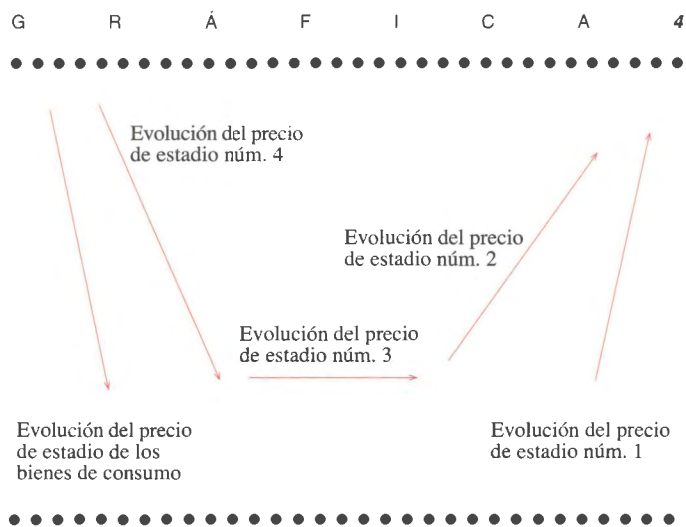 G R Á F I C A 4
Evolución del precio
de estadio núm. 4
Evolución del precio
de estadio núm. 2
Evolución del precio
de estadio núm. 3
Evolución del precio
de estadio de los
bienes de consumo
Evolución del precio
de estadio núm. 1